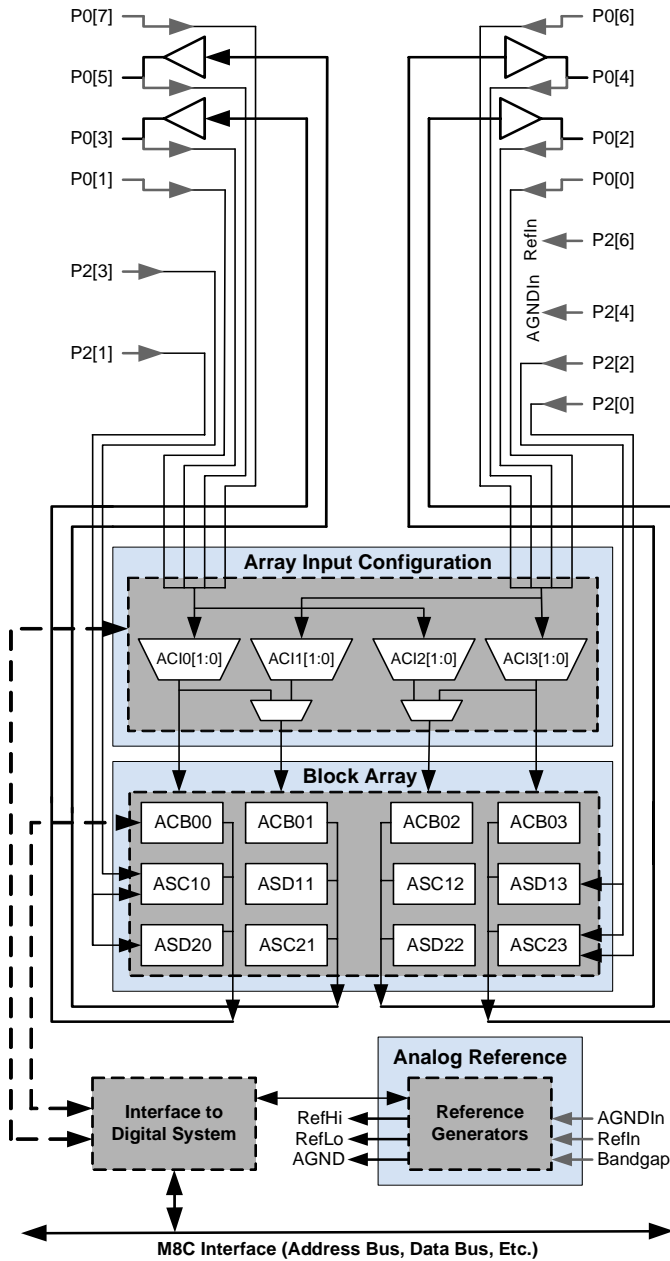 P0[7]
P0[6]
P0[5]
P0[4]
P0[3]
P0[2]
P0[1]
P0[0]
RefIn
P2[6]
P2[3]
AGNDIn
P2[4]
P2[1]
P2[2]
P2[0]
Array Input Configuration
ACI0[1:0]
ACI1[1:0]
ACI2[1:0]
ACI3[1:0]
Block Array
ACB00
ACB01
ACB02
ACB03
ASC10
ASD11
ASC12
ASD13
ASD20
ASC21
ASD22
ASC23
Analog Reference
Interface to
Digital System
RefHi
RefLo
AGND
Reference
Generators
AGNDIn
RefIn
Bandgap
M8C Interface (Address Bus, Data Bus, Etc.)